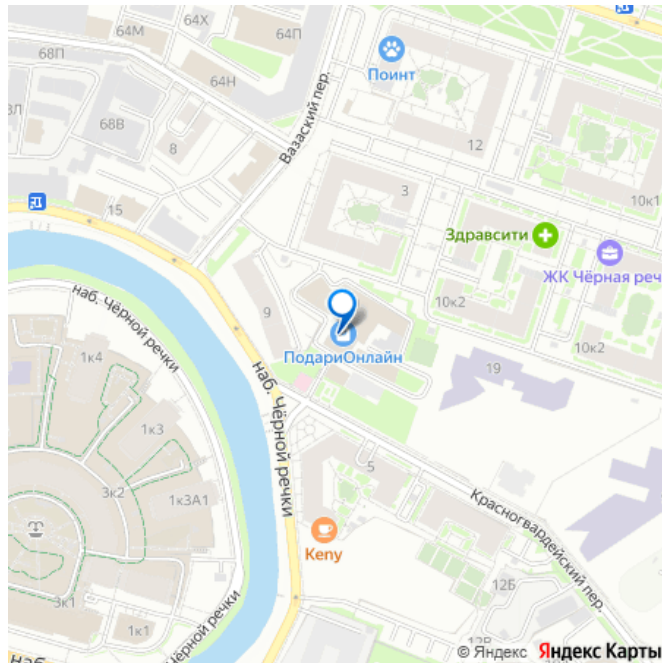 64М
64Х
64П
68П
64Н
Поинт
3Л
68В
8
Вазаский пер.
12
3
10к1
15
Здравсити
ЖК Чёрная реч
наб. Чёрной речки
9
10к2
ПодариОнлайн
10к2
1к4
19
наб. Чёрной речки
1к3
5
3к2
1к3А1
Красногвардейский пер.
Keny
12Б
3к1
1к1
Чёрной речки
12В
наб
© Яндекс Яндекс Карты